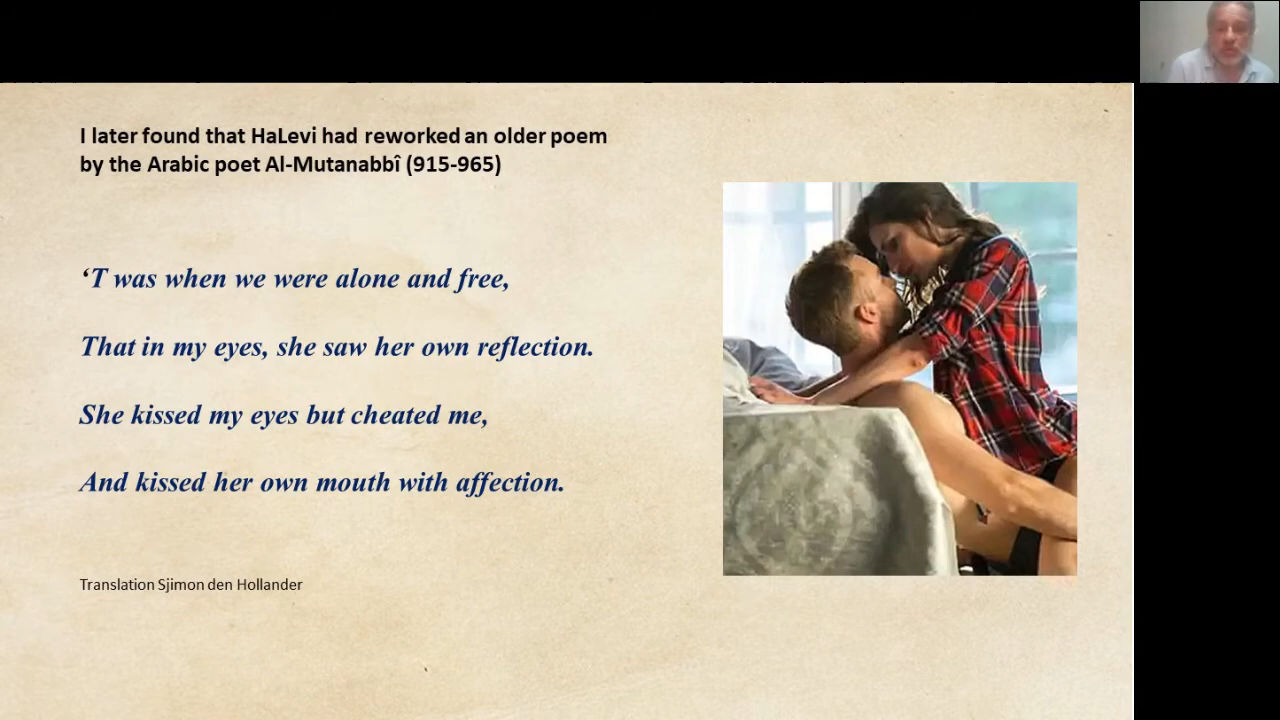 I later found that HaLevi had reworked an older poem
by the Arabic poet Al-Mutanabbî (915-965)
‘T was when we were alone and free,
That in my eyes, she saw her own reflection.
She kissed my eyes but cheated me,
And kissed her own mouth with affection.
Translation Sjimon den Hollander